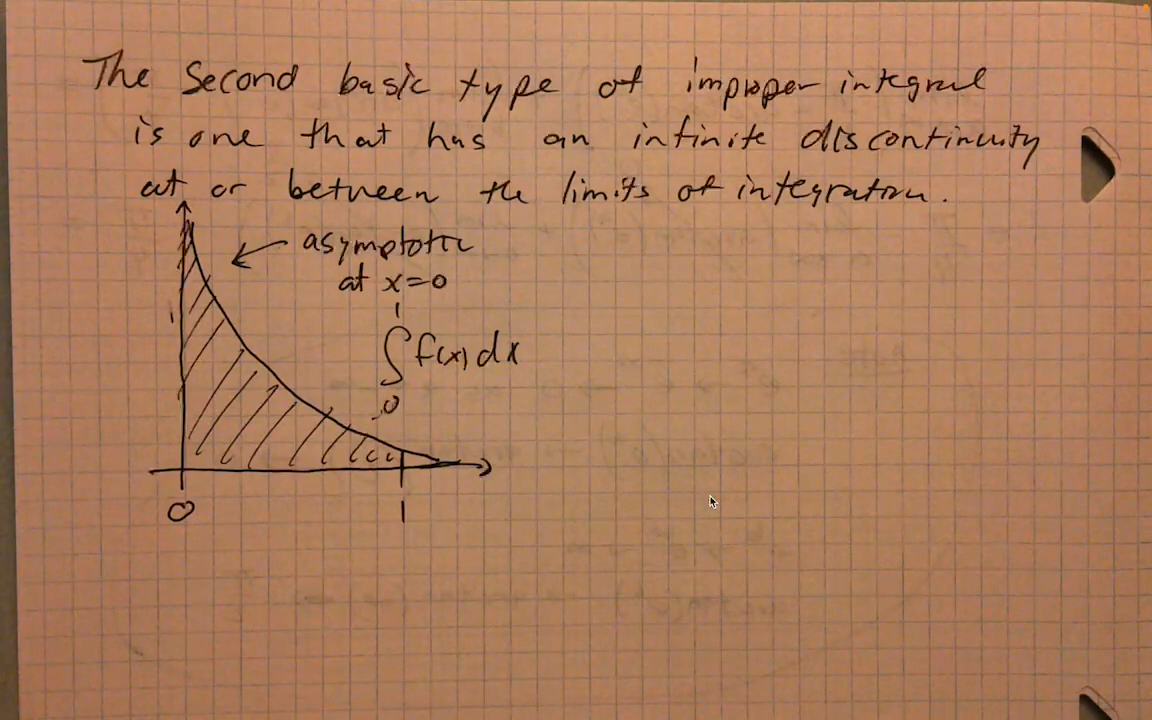 The second basic type of improper integral
is one that has an infinite discontinuity
at or between the limits of integration.
asymptotic
at x=0
1
∫ f(x) dx
0
0 1